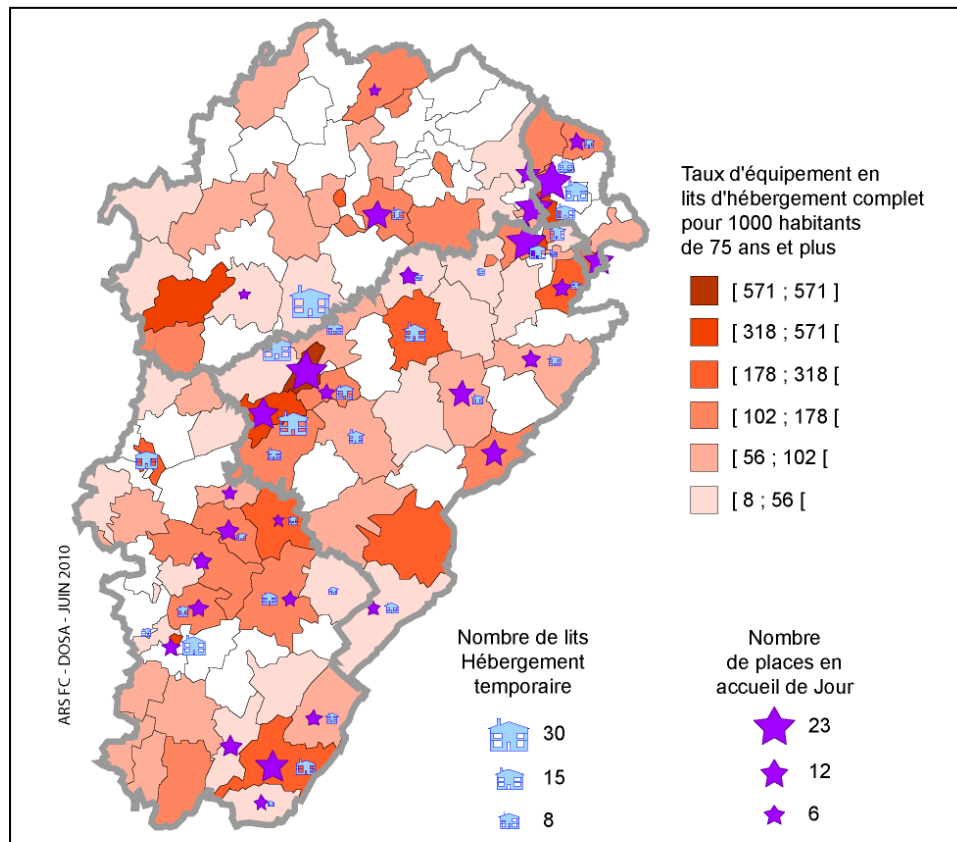 Taux d'équipement en
lits d'hébergement complet
pour 1000 habitants
de 75 ans et plus
[ 571 ; 571 ]
[ 318 ; 571 [
[ 178 ; 318 [
[ 102 ; 178 [
[ 56 ; 102 [
[ 8 ; 56 [
ARS FC - DOSA - JUIN 2010
Nombre de lits
Hébergement
temporaire
30
15
8
Nombre
de places en
accueil de Jour
23
12
6